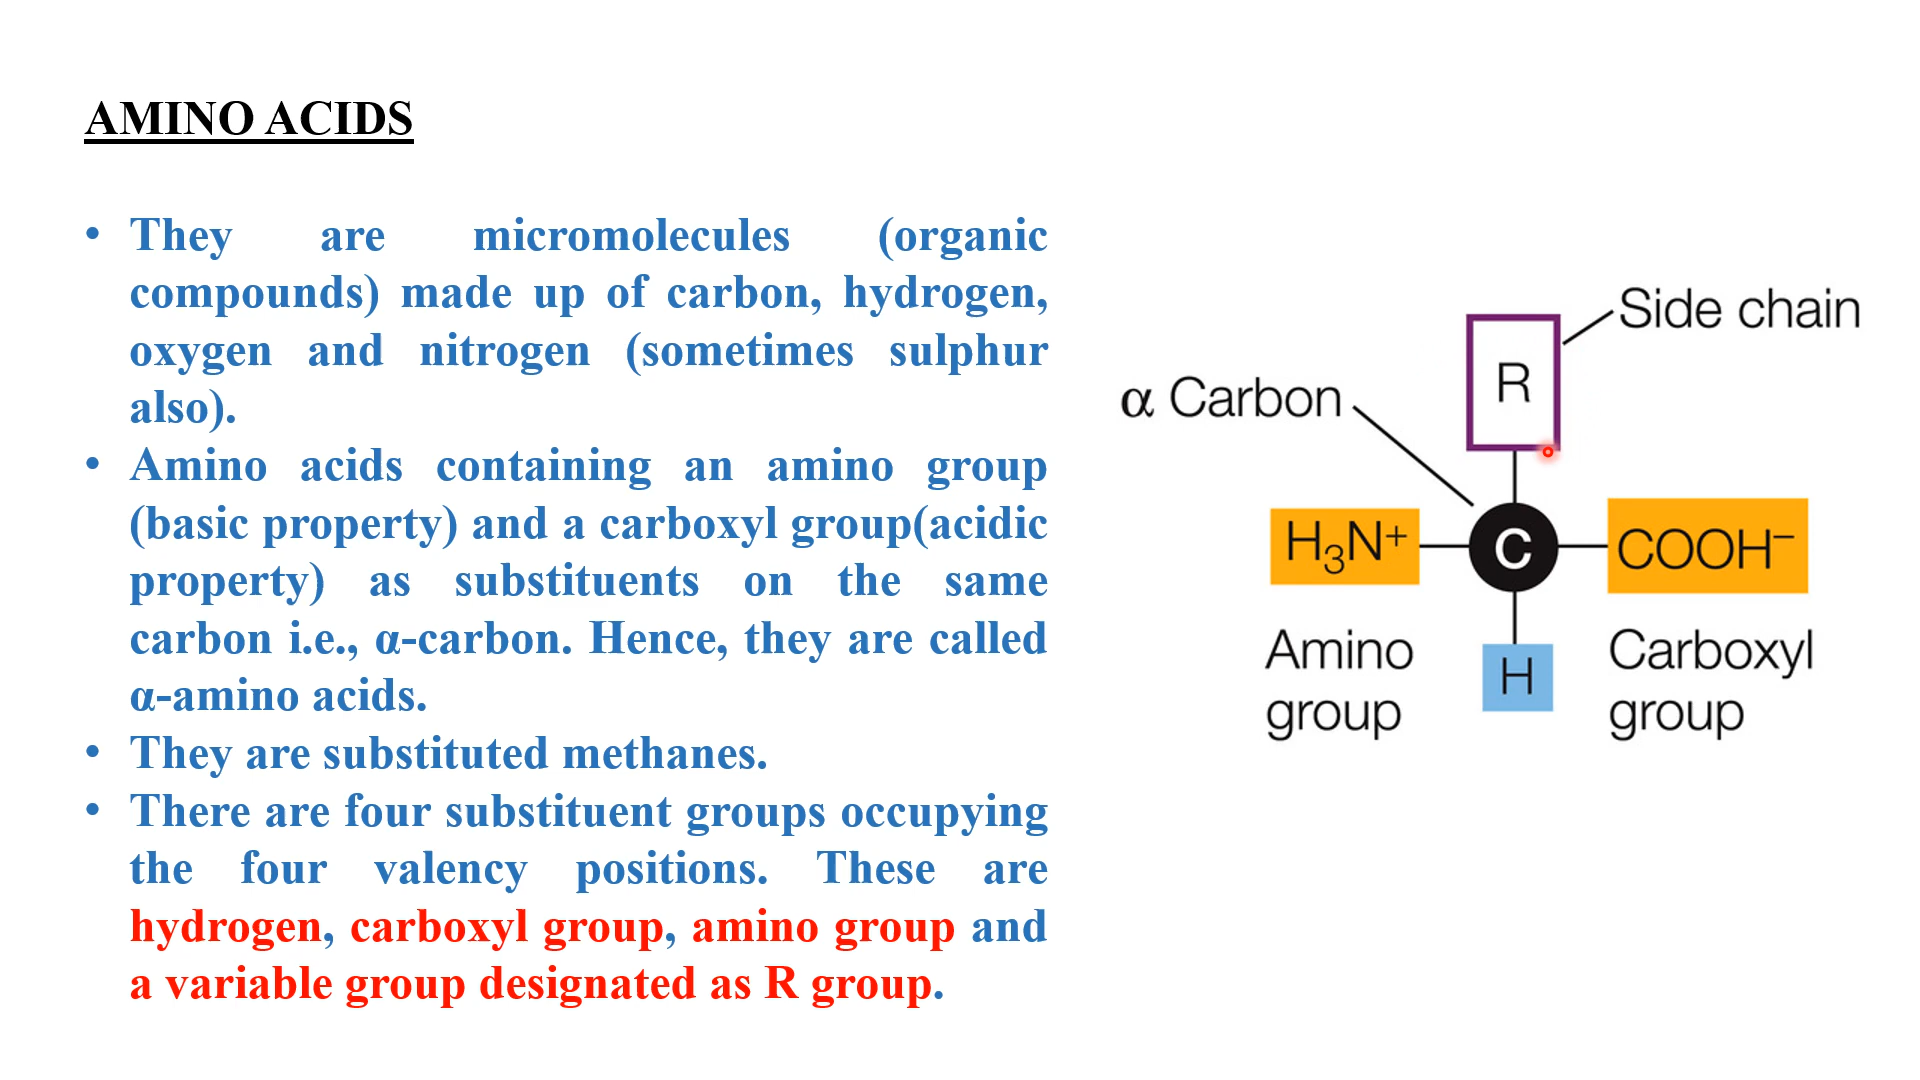 AMINO ACIDS
• They are micromolecules (organic
compounds) made up of carbon, hydrogen,
oxygen and nitrogen (sometimes sulphur
also).
• Amino acids containing an amino group
(basic property) and a carboxyl group(acidic
property) as substituents on the same
carbon i.e., α-carbon. Hence, they are called
α-amino acids.
• They are substituted methanes.
• There are four substituent groups occupying
the four valency positions. These are
hydrogen, carboxyl group, amino group and
a variable group designated as R group.
Side chain
R
α Carbon
H₃N⁺
C
COOH⁻
Amino
group
H
Carboxyl
group